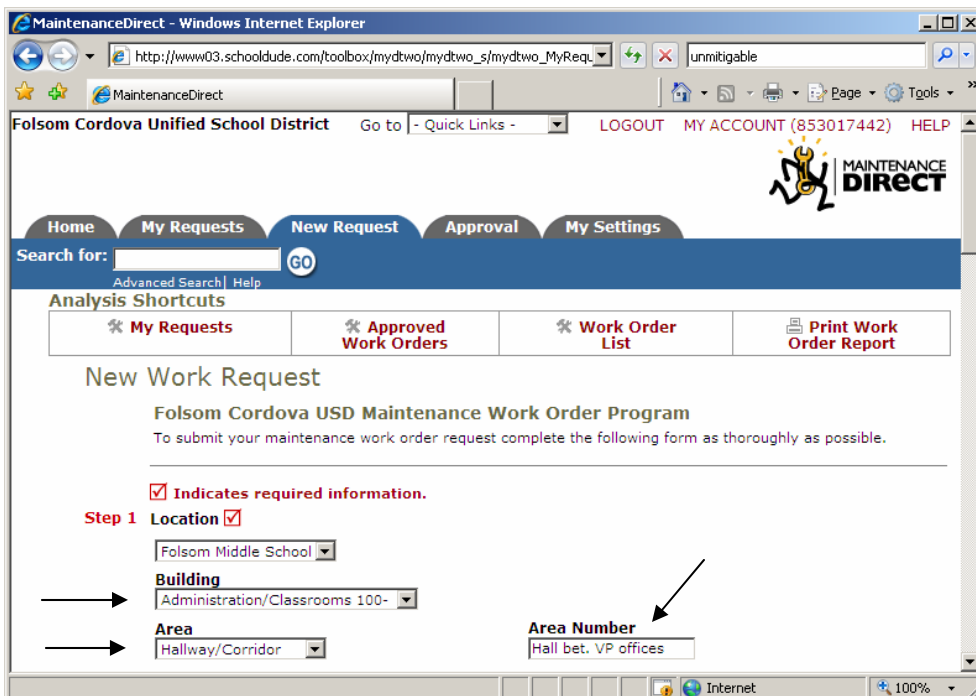 MaintenanceDirect - Windows Internet Explorer
http://www03.schooldude.com/toolbox/mydtwo/mydtwo_s/mydtwo_MyRequ
unmitigable
MaintenanceDirect
Page
Tools
Folsom Cordova Unified School District
Go to
- Quick Links -
LOGOUT
MY ACCOUNT (853017442)
HELP
MAINTENANCE
DIRECT
Home
My Requests
New Request
Approval
My Settings
Search for:
GO
Advanced Search| Help
Analysis Shortcuts
My Requests
Approved
Work Orders
Work Order
List
Print Work
Order Report
New Work Request
Folsom Cordova USD Maintenance Work Order Program
To submit your maintenance work order request complete the following form as thoroughly as possible.
Indicates required information.
Step 1 Location
Folsom Middle School
Building
Administration/Classrooms 100-
Area
Hallway/Corridor
Area Number
Hall bet. VP offices
Internet
100%